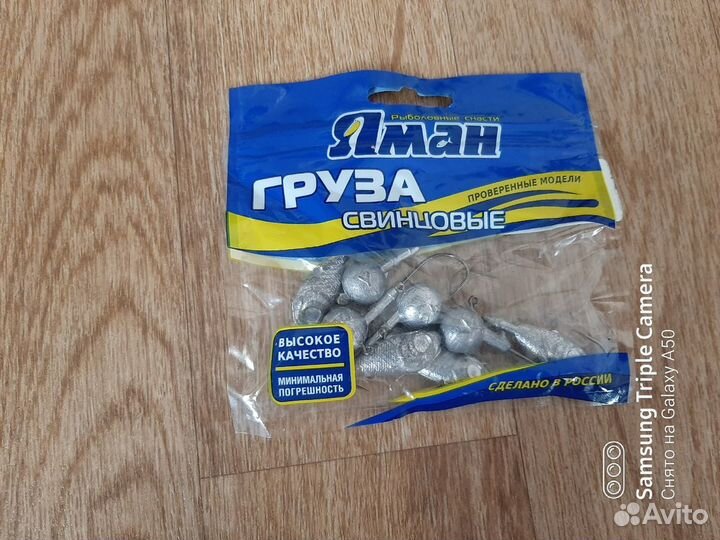 Рыболовные снасти
Яман
ГРУЗА
СВИНЦОВЫЕ
ПРОВЕРЕННЫЕ МОДЕЛИ
ВЫСОКОЕ
КАЧЕСТВО
МИНИМАЛЬНАЯ
ПОГРЕШНОСТЬ
СДЕЛАНО В РОССИИ
Samsung Triple Camera
Снято на Galaxy A50
Avito